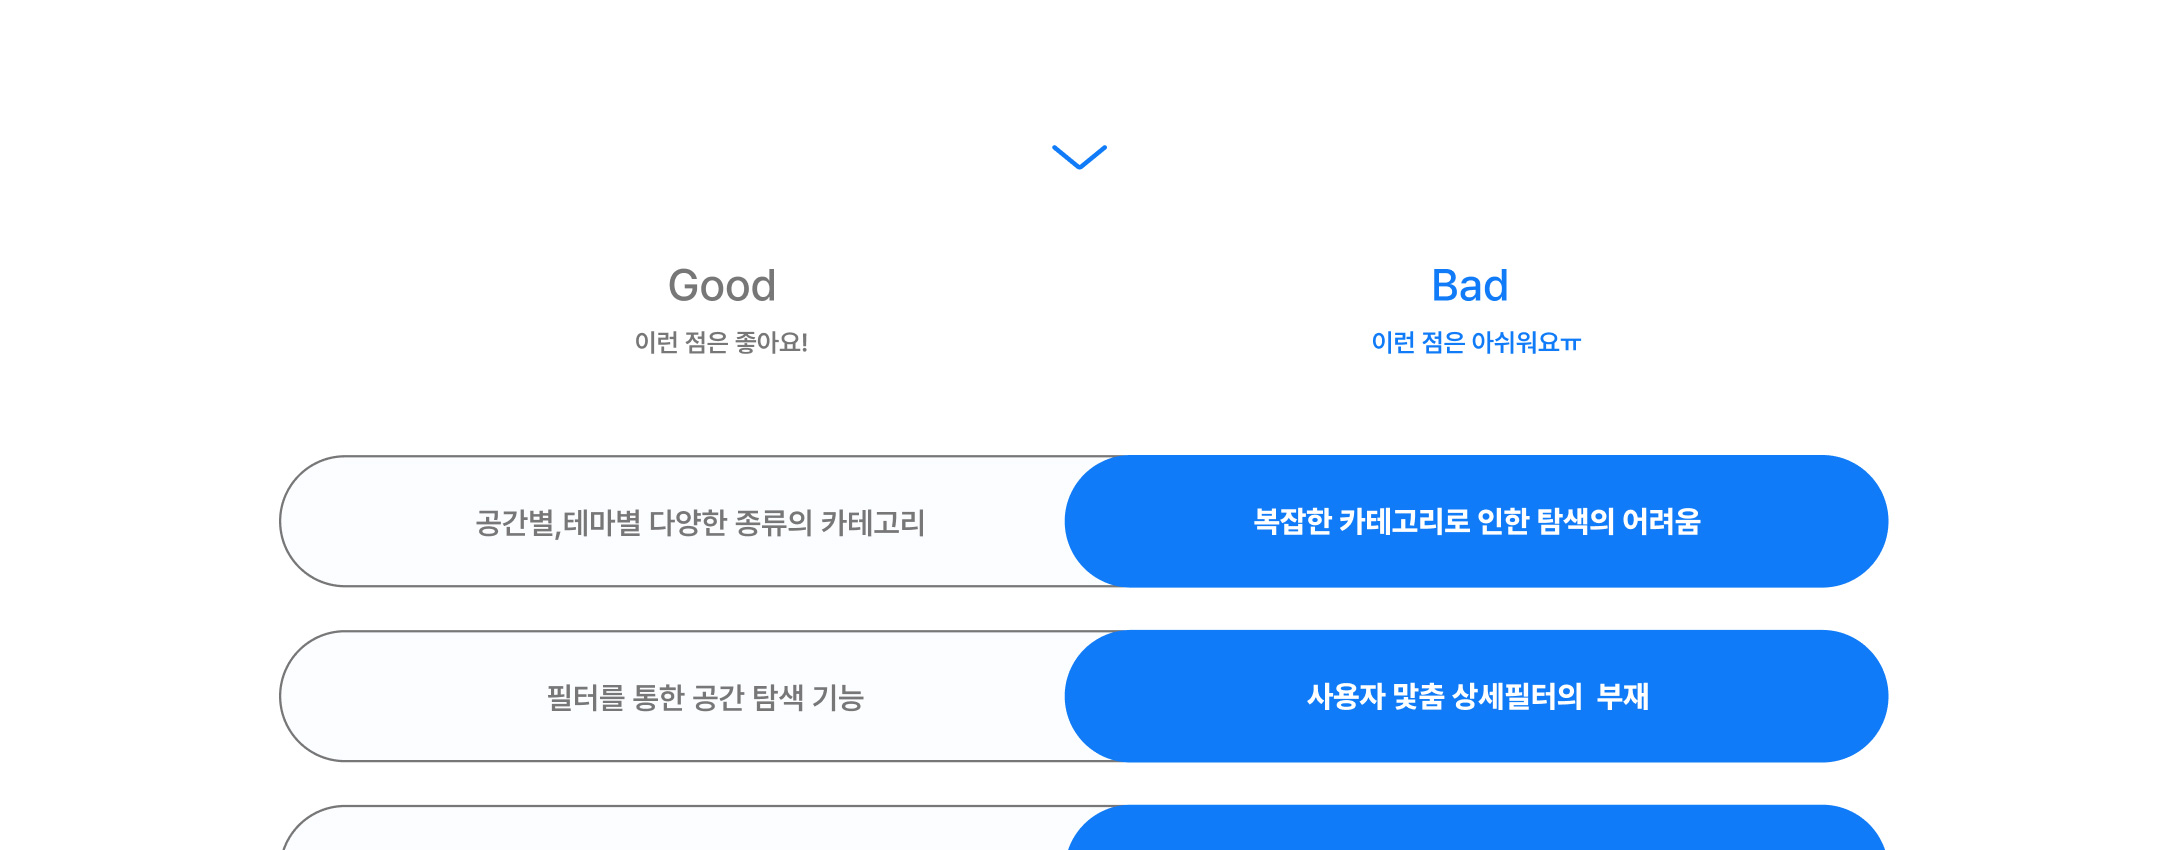 Good
Bad
이런 점은 좋아요!
이런 점은 아쉬워요ㅠ
공간별,테마별 다양한 종류의 카테고리
복잡한 카테고리로 인한 탐색의 어려움
필터를 통한 공간 탐색 기능
사용자 맟춤 상세필터의 부재